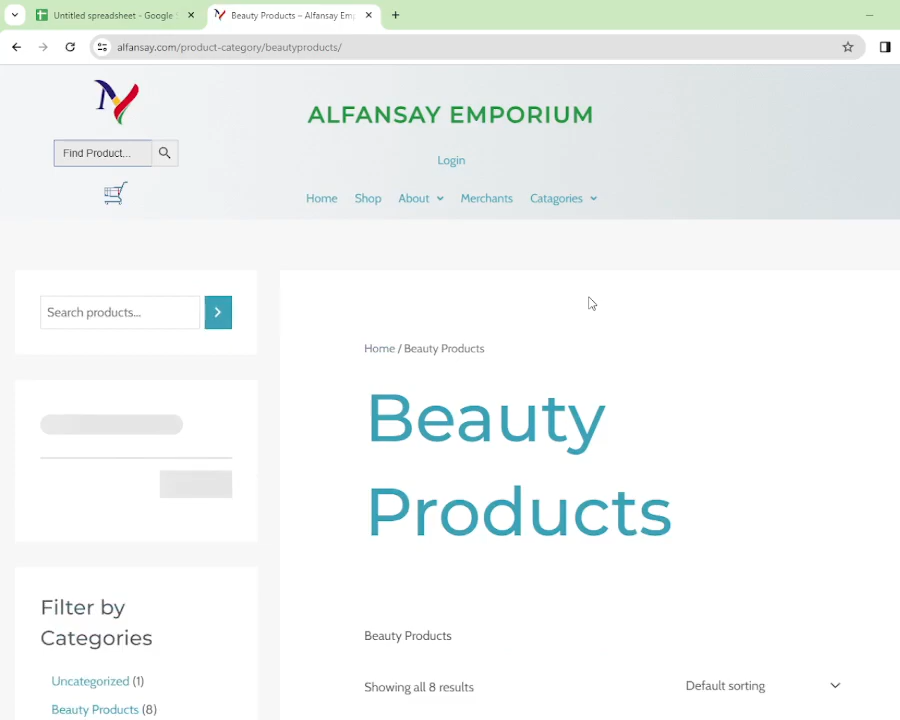 Untitled spreadsheet - Google
Beauty Products – Alfansay Emp
alfansay.com/product-category/beautyproducts/
ALFANSAY EMPORIUM
Find Product...
Login
Home Shop About Merchants Catagories
Search products...
Home / Beauty Products
Beauty
Products
Filter by
Categories
Beauty Products
Uncategorized (1)
Showing all 8 results Default sorting
Beauty Products (8)